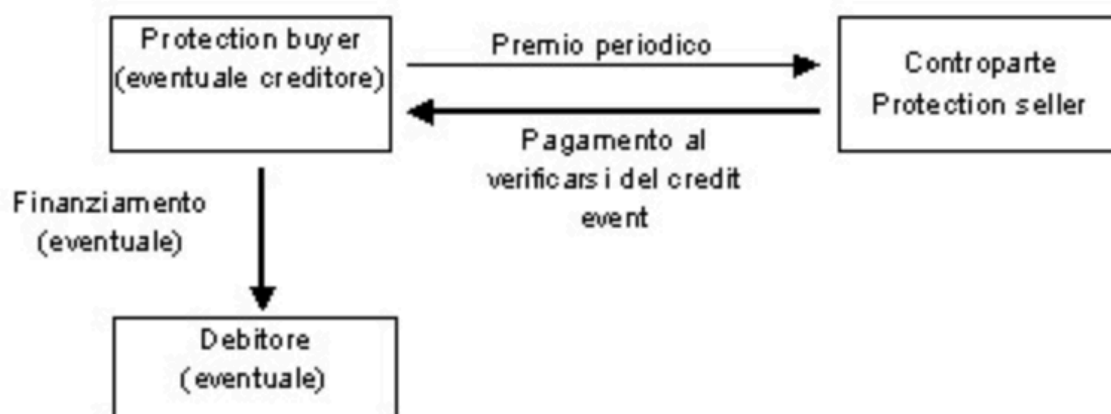 Protection buyer
(eventuale creditore)
Premio periodico
Controparte
Protection seller
Pagamento al
verificarsi del credit
event
Finanziamento
(eventuale)
Debitore
(eventuale)